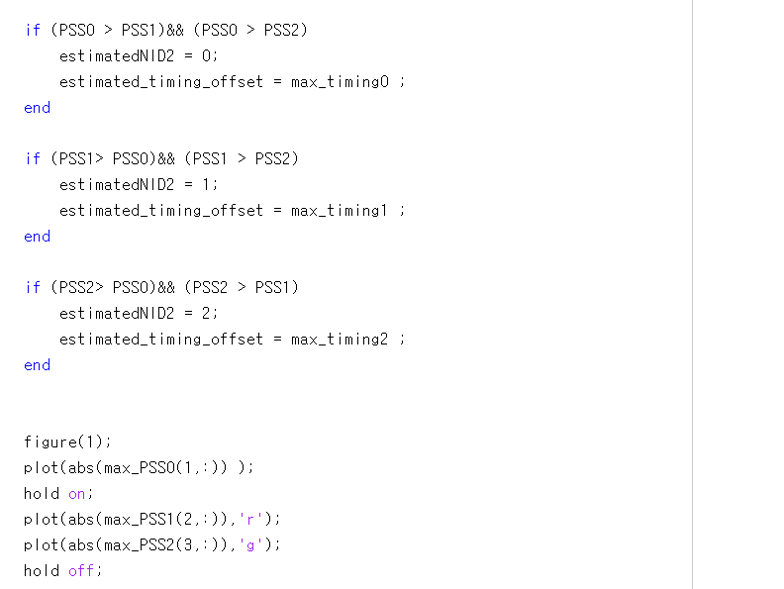 if (PSS0 > PSS1)&& (PSS0 > PSS2)
    estimatedNID2 = 0;
    estimated_timing_offset = max_timing0 ;
end
if (PSS1> PSS0)&& (PSS1 > PSS2)
    estimatedNID2 = 1;
    estimated_timing_offset = max_timing1 ;
end
if (PSS2> PSS0)&& (PSS2 > PSS1)
    estimatedNID2 = 2;
    estimated_timing_offset = max_timing2 ;
end
figure(1);
plot(abs(max_PSS0(1,:)) );
hold on;
plot(abs(max_PSS1(2,:)),'r');
plot(abs(max_PSS2(3,:)),'g');
hold off;